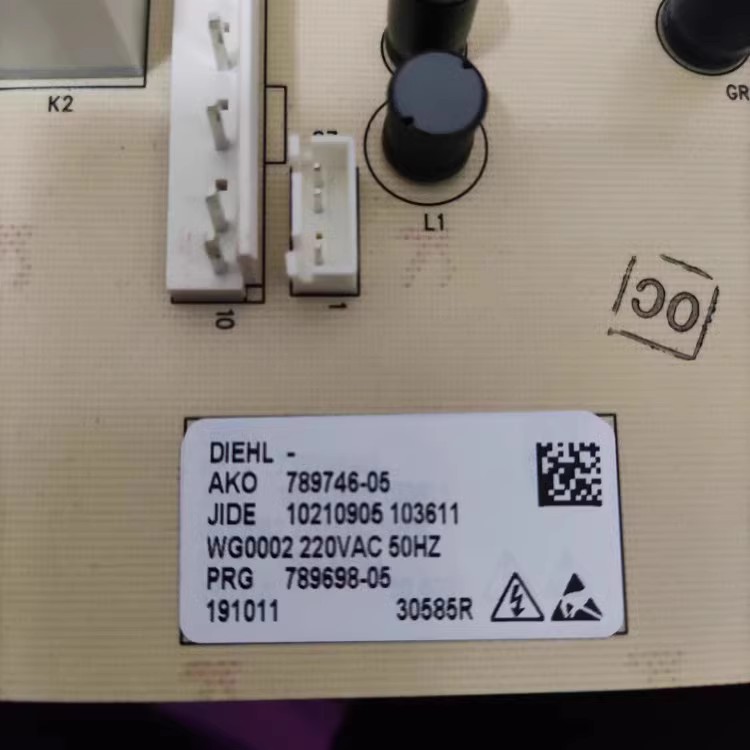 K2
L1
GR
10
1
OC
DIEHL -
AKO 789746-05
JIDE 10210905 103611
WG0002 220VAC 50HZ
PRG 789698-05
191011 30585R